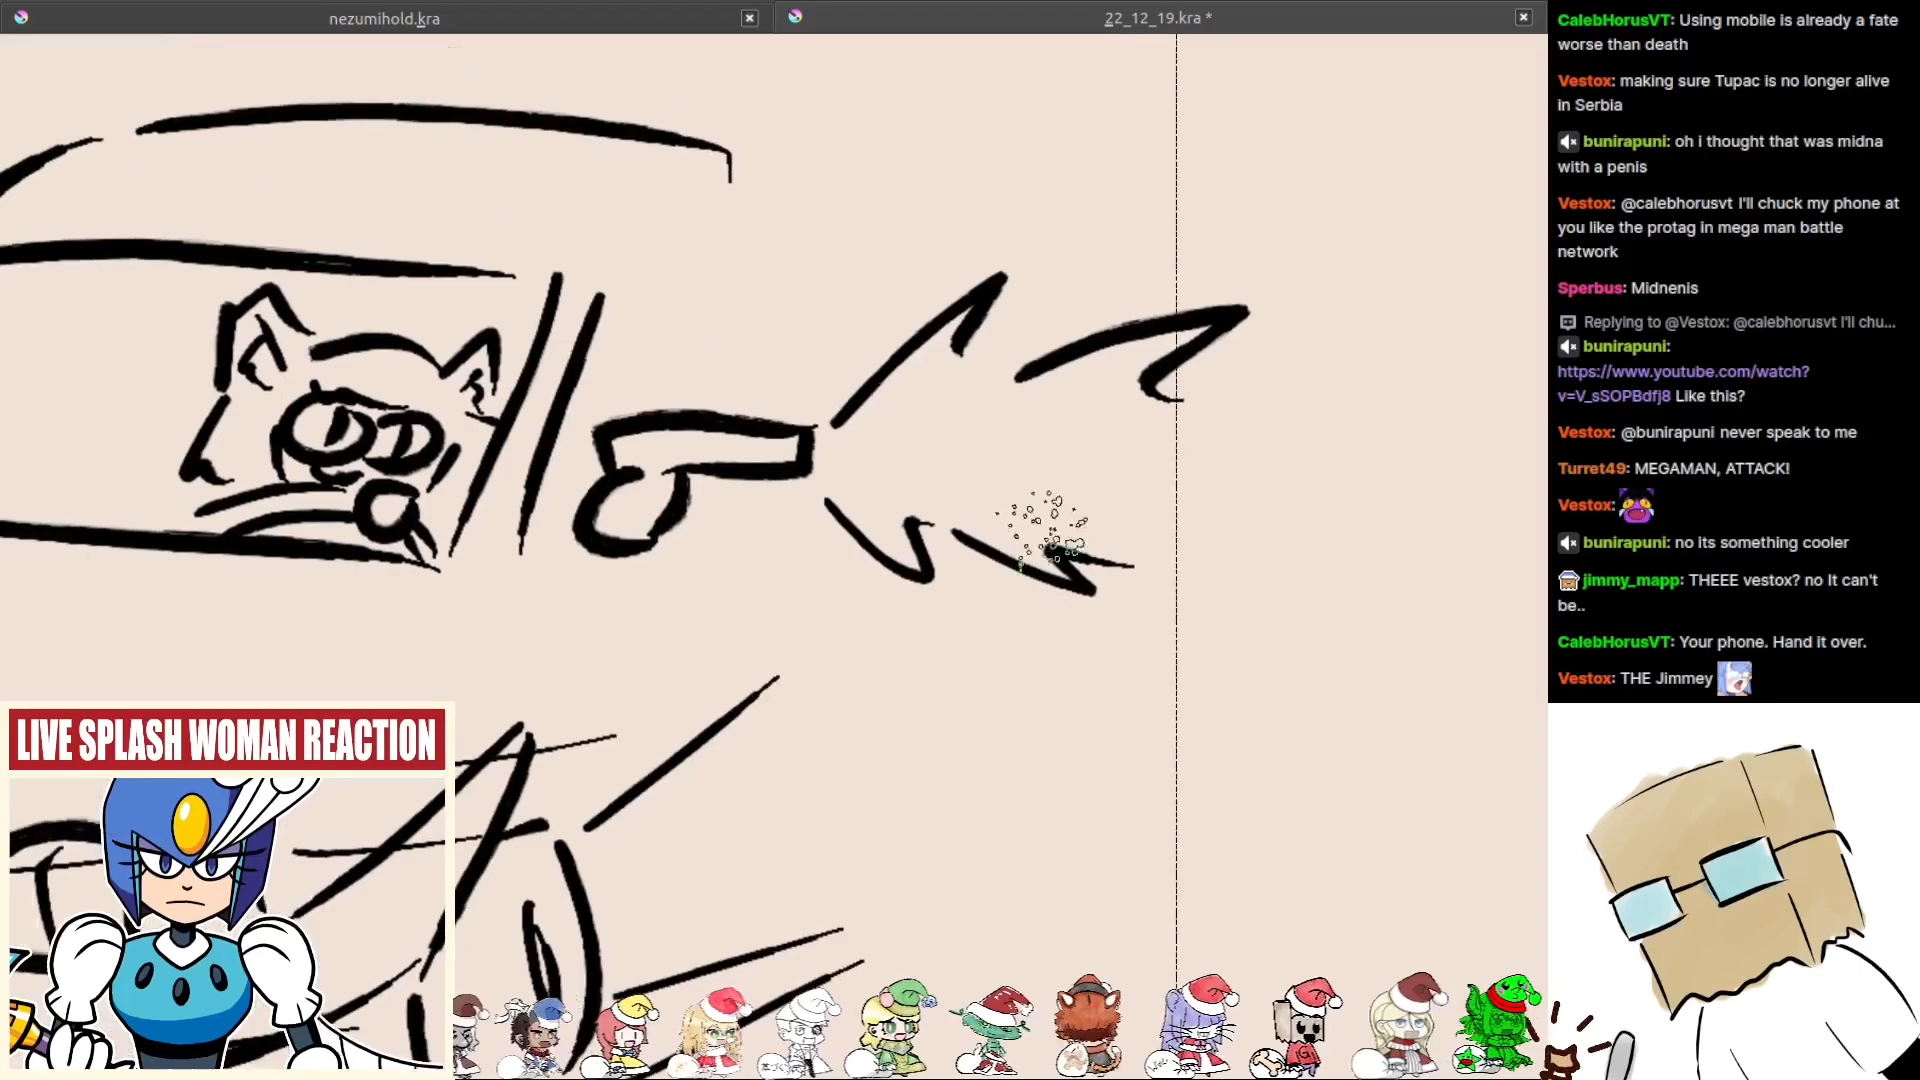 nezumihold.kra
22_12_19.kra *
CalebHorusVT: Using mobile is already a fate
worse than death
Vestox: making sure Tupac is no longer alive
in Serbia
bunirapuni: oh i thought that was midna
with a penis
Vestox: @calebhorusvt I'll chuck my phone at
you like the protag in mega man battle
network
Sperbus: Midnenis
Replying to @Vestox: @calebhorusvt I'll chu...
bunirapuni:
https://www.youtube.com/watch?
v=V_sSOPBdfj8 Like this?
Vestox: @bunirapuni never speak to me
Turret49: MEGAMAN, ATTACK!
Vestox:
bunirapuni: no its something cooler
jimmy_mapp: THEEE vestox? no It can't
be..
CalebHorusVT: Your phone. Hand it over.
Vestox: THE Jimmey
LIVE SPLASH WOMAN REACTION